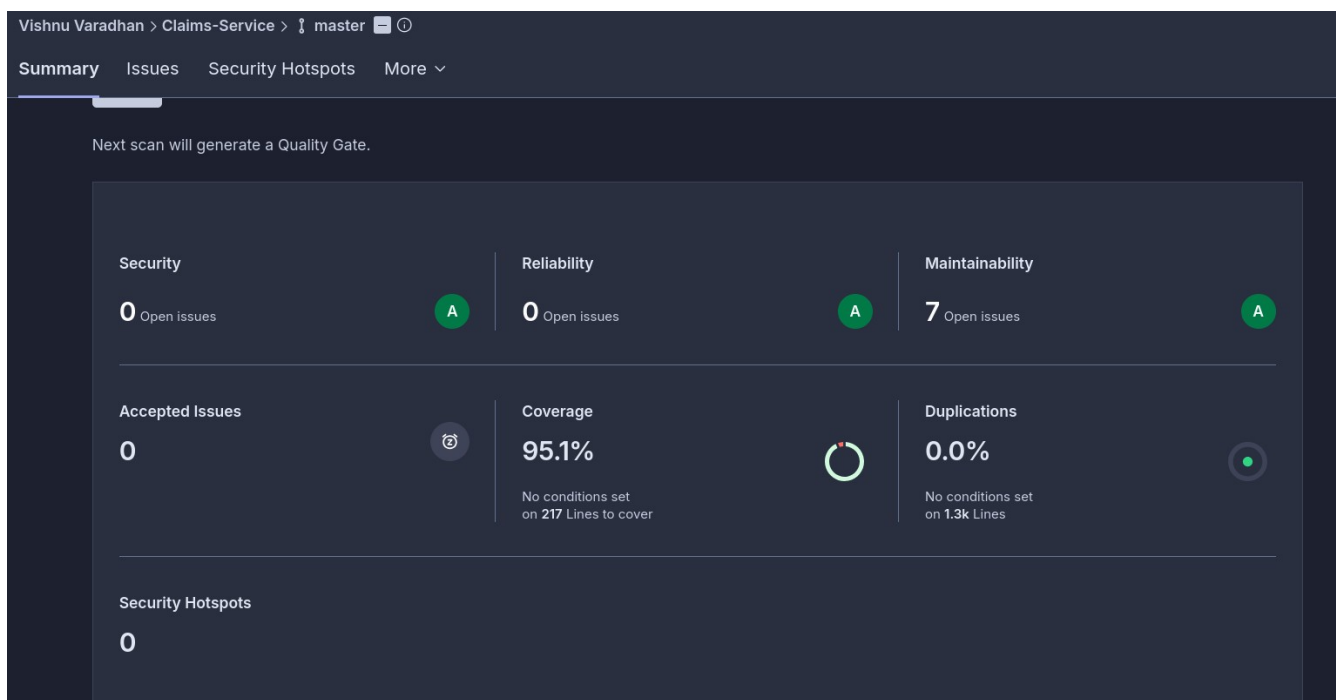 Vishnu Varadhan > Claims-Service > master
Summary Issues Security Hotspots More
Next scan will generate a Quality Gate.
Security
0 Open issues
A
Reliability
0 Open issues
A
Maintainability
7 Open issues
A
Accepted Issues
0
Coverage
95.1%
No conditions set
on 217 Lines to cover
Duplications
0.0%
No conditions set
on 1.3k Lines
Security Hotspots
0